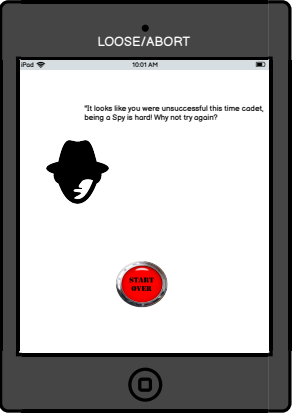 LOOSE/ABORT
iPad 10:01 AM
"It looks like you were unsuccessful this time cadet,
being a Spy is hard! Why not try again?
START
OVER